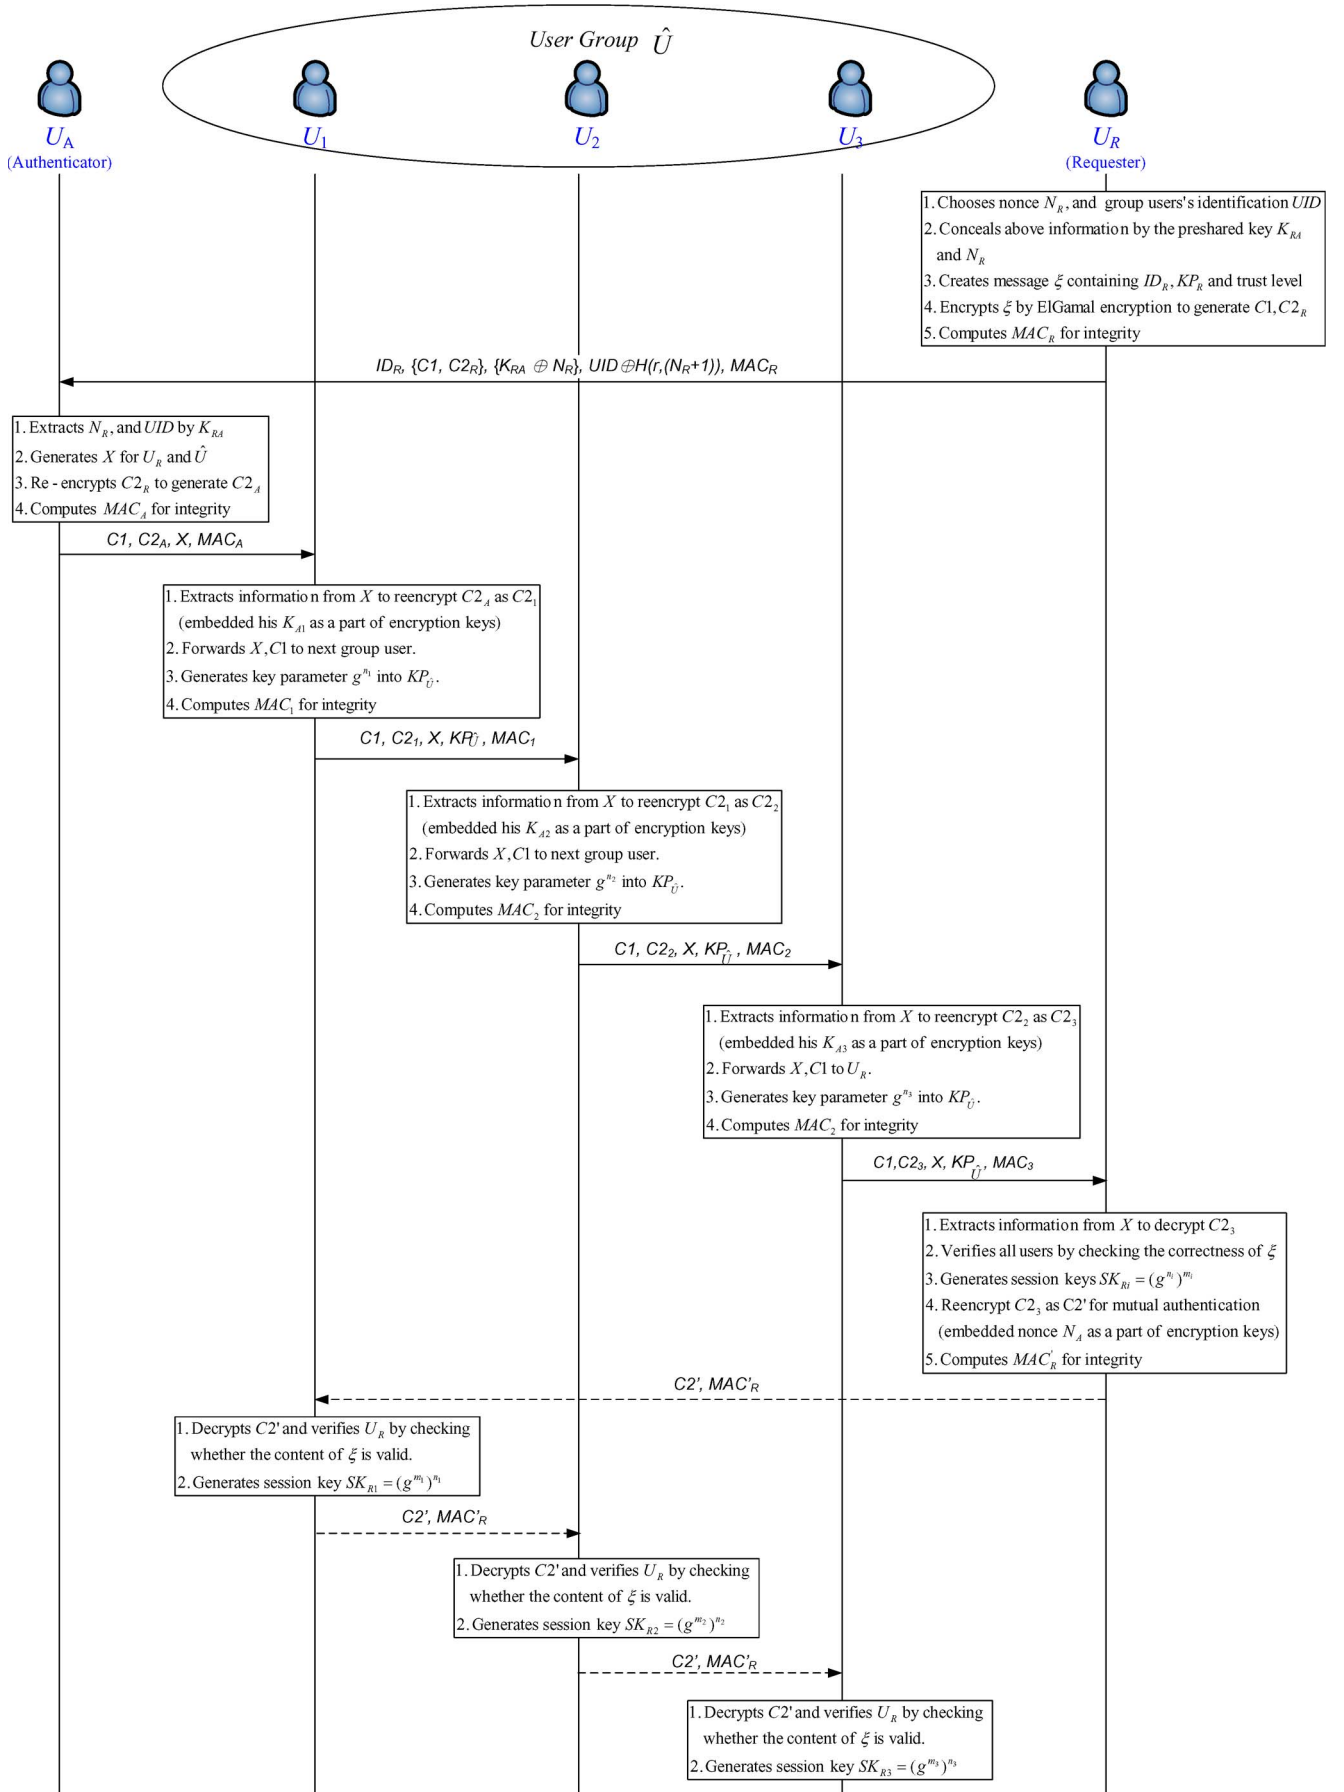 User Group Û
U_A
(Authenticator)
U_1
U_2
U_3
U_R
(Requester)
1. Chooses nonce N_R, and group users's identification UID
2. Conceals above information by the preshared key K_RA
and N_R
3. Creates message ξ containing ID_R, KP_R and trust level
4. Encrypts ξ by ElGamal encryption to generate C1, C2_R
5. Computes MAC_R for integrity
ID_R, {C1, C2_R}, {K_RA ⊕ N_R}, UID⊕H(r,(N_R+1)), MAC_R
1. Extracts N_R, and UID by K_RA
2. Generates X for U_R and Û
3. Re-encrypts C2_R to generate C2_A
4. Computes MAC_A for integrity
C1, C2_A, X, MAC_A
1. Extracts information from X to reencrypt C2_A as C2_1
(embedded his K_A1 as a part of encryption keys)
2. Forwards X, C1 to next group user.
3. Generates key parameter g^{n_1} into KP_Û.
4. Computes MAC_1 for integrity
C1, C2_1, X, KP_Û, MAC_1
1. Extracts information from X to reencrypt C2_1 as C2_2
(embedded his K_A2 as a part of encryption keys)
2. Forwards X, C1 to next group user.
3. Generates key parameter g^{n_2} into KP_Û.
4. Computes MAC_2 for integrity
C1, C2_2, X, KP_Û, MAC_2
1. Extracts information from X to reencrypt C2_2 as C2_3
(embedded his K_A3 as a part of encryption keys)
2. Forwards X, C1 to U_R.
3. Generates key parameter g^{n_3} into KP_Û.
4. Computes MAC_2 for integrity
C1,C2_3, X, KP_Û, MAC_3
1. Extracts information from X to decrypt C2_3
2. Verifies all users by checking the correctness of ξ
3. Generates session keys SK_Ri = (g^{n_i})^{m_i}
4. Reencrypt C2_3 as C2' for mutual authentication
(embedded nonce N_A as a part of encryption keys)
5. Computes MAC'_R for integrity
C2', MAC'_R
1. Decrypts C2' and verifies U_R by checking
whether the content of ξ is valid.
2. Generates session key SK_R1 = (g^{m_1})^{n_1}
C2', MAC'_R
1. Decrypts C2' and verifies U_R by checking
whether the content of ξ is valid.
2. Generates session key SK_R2 = (g^{m_2})^{n_2}
C2', MAC'_R
1. Decrypts C2' and verifies U_R by checking
whether the content of ξ is valid.
2. Generates session key SK_R3 = (g^{m_3})^{n_3}